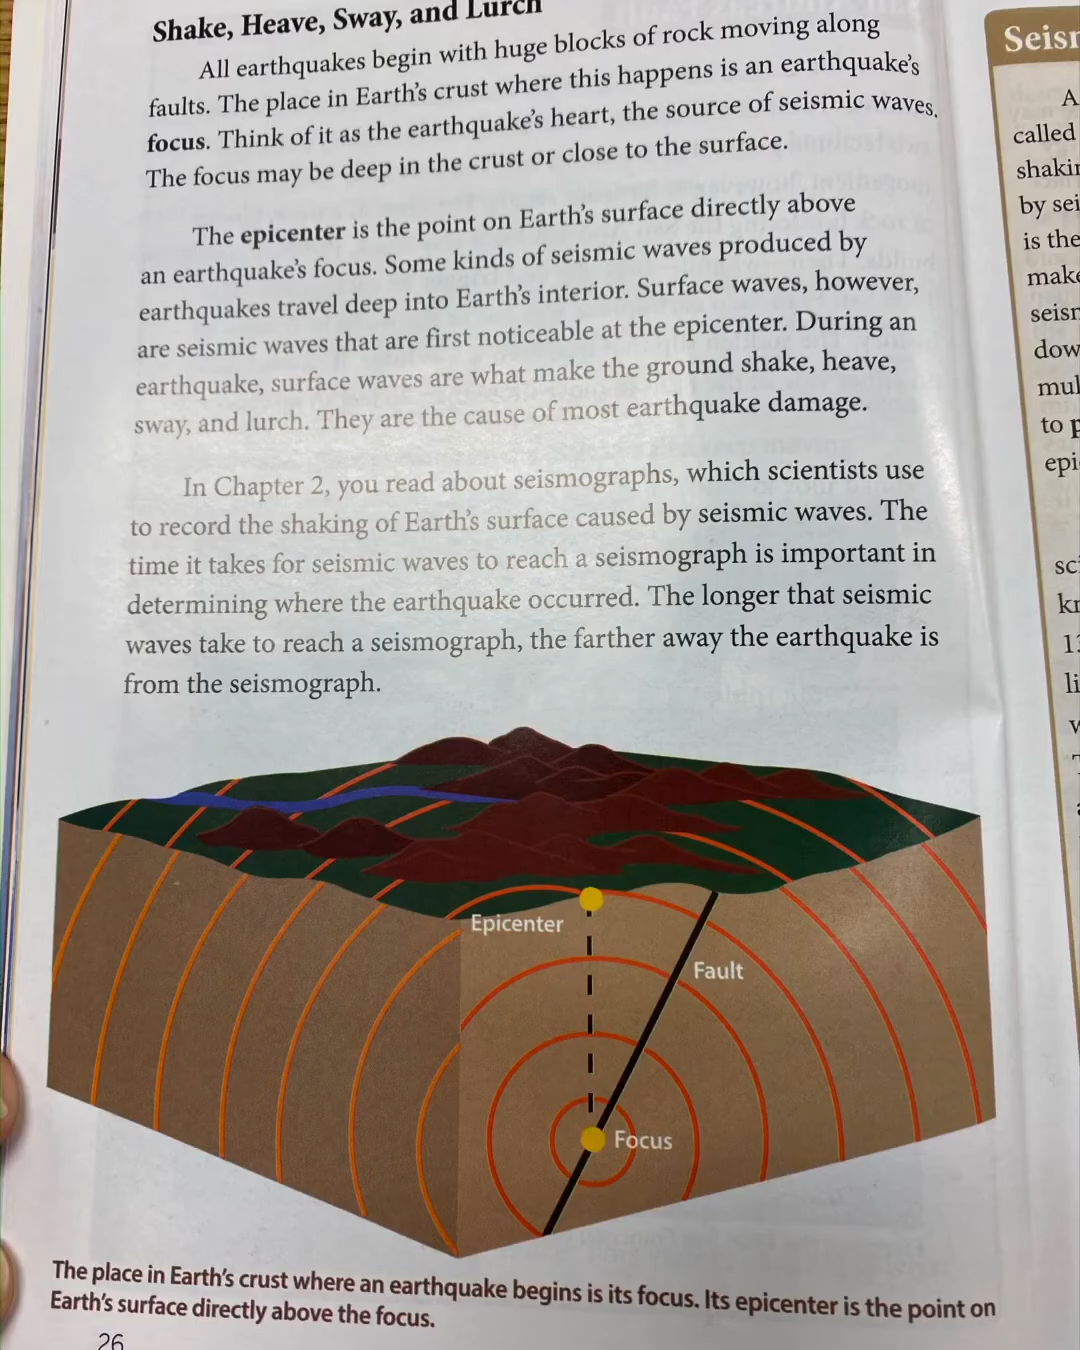 Shake, Heave, Sway, and Lurch
All earthquakes begin with huge blocks of rock moving along
faults. The place in Earth's crust where this happens is an earthquake's
focus. Think of it as the earthquake's heart, the source of seismic waves.
The focus may be deep in the crust or close to the surface.
The epicenter is the point on Earth's surface directly above
an earthquake's focus. Some kinds of seismic waves produced by
earthquakes travel deep into Earth's interior. Surface waves, however,
are seismic waves that are first noticeable at the epicenter. During an
earthquake, surface waves are what make the ground shake, heave,
sway, and lurch. They are the cause of most earthquake damage.
In Chapter 2, you read about seismographs, which scientists use
to record the shaking of Earth's surface caused by seismic waves. The
time it takes for seismic waves to reach a seismograph is important in
determining where the earthquake occurred. The longer that seismic
waves take to reach a seismograph, the farther away the earthquake is
from the seismograph.
Epicenter
Fault
Focus
The place in Earth's crust where an earthquake begins is its focus. Its epicenter is the point on
Earth's surface directly above the focus.
26
A
called
by
is the
to